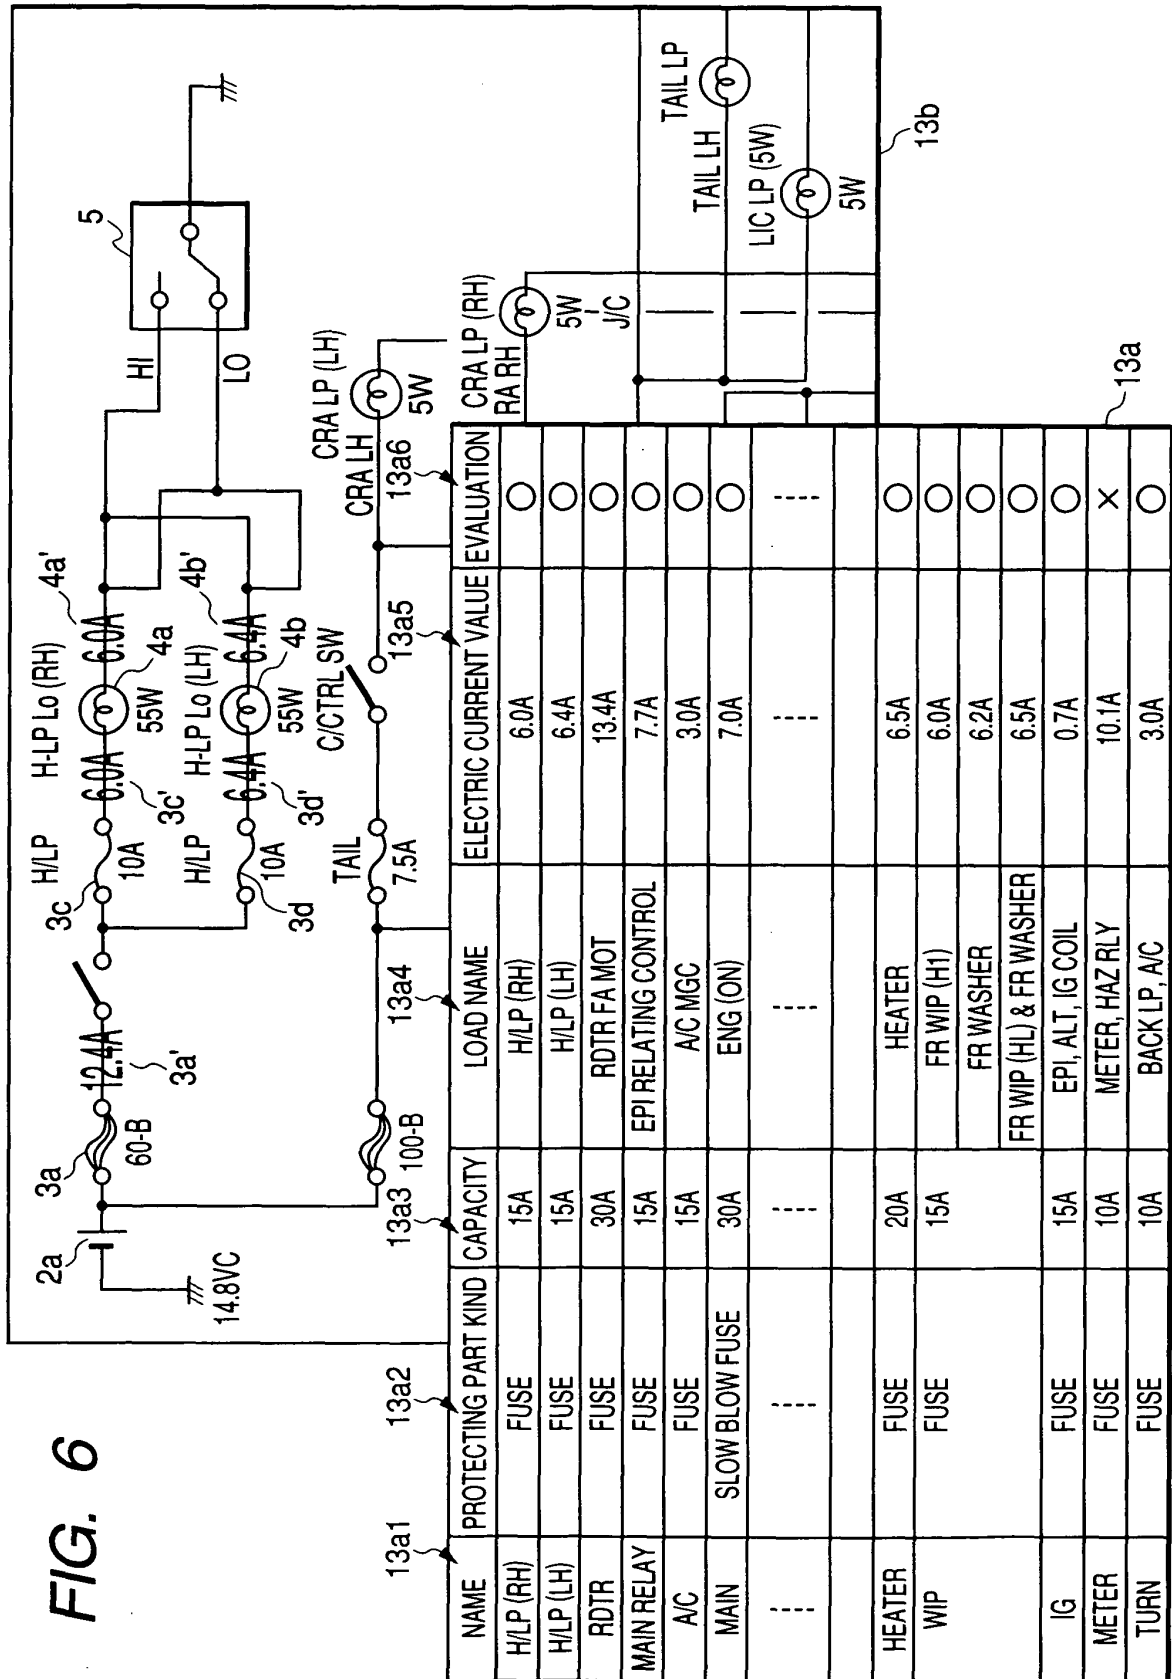 FIG. 6
2a
14.8VC
3a
60-B
12.4A
3a'
100-B
3c
H/LP
10A
H/LP
10A
3d
TAIL
7.5A
H-LP Lo (RH)
6.0A
3c'
55W
6.0A
4a'
4a
H-LP Lo (LH)
6.4A
3d'
55W
6.4A
4b'
4b
C/CTRL SW
HI
LO
5
CRA LP (LH)
CRA LH
5W
CRA LP (RH)
RA RH
5W
J/C
TAIL LH
TAIL LP
LIC LP (5W)
5W
13b
13a
13a1
13a2
13a3
13a4
13a5
13a6
NAME PROTECTING PART KIND CAPACITY LOAD NAME ELECTRIC CURRENT VALUE EVALUATION
H/LP (RH) FUSE 15A H/LP (RH) 6.0A ○
H/LP (LH) FUSE 15A H/LP (LH) 6.4A ○
RDTR FUSE 30A RDTR FA MOT 13.4A ○
MAIN RELAY FUSE 15A EPI RELATING CONTROL 7.7A ○
A/C FUSE 15A A/C MGC 3.0A ○
MAIN SLOW BLOW FUSE 30A ENG (ON) 7.0A ○
---- ---- ---- ---- ---- ----
HEATER FUSE 20A HEATER 6.5A ○
WIP FUSE 15A FR WIP (H1) 6.0A ○
FR WASHER 6.2A ○
FR WIP (HL) & FR WASHER 6.5A ○
IG FUSE 15A EPI, ALT, IG COIL 0.7A ○
METER FUSE 10A METER, HAZ RLY 10.1A ×
TURN FUSE 10A BACK LP, A/C 3.0A ○